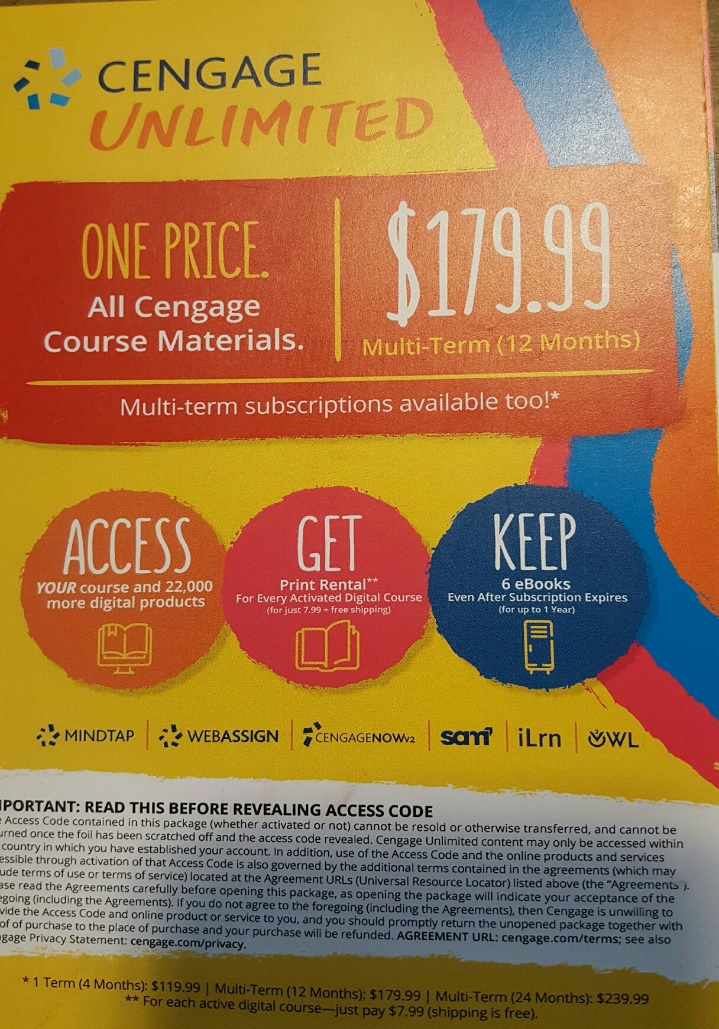 CENGAGE
UNLIMITED
ONE PRICE.
All Cengage
Course Materials.
$179.99
Multi-Term (12 Months)
Multi-term subscriptions available too!*
ACCESS
YOUR course and 22,000
more digital products
GET
Print Rental**
For Every Activated Digital Course
(for just 7.99 + free shipping)
KEEP
6 eBooks
Even After Subscription Expires
(for up to 1 Year)
MINDTAP | WEBASSIGN | CENGAGENOWv2 | sam | iLrn | OWL
MPORTANT: READ THIS BEFORE REVEALING ACCESS CODE
e Access Code contained in this package (whether activated or not) cannot be resold or otherwise transferred, and cannot be
urned once the foil has been scratched off and the access code revealed. Cengage Unlimited content may only be accessed within
country in which you have established your account. In addition, use of the Access Code and the online products and services
essible through activation of that Access Code is also governed by the additional terms contained in the agreements (which may
ude terms of use or terms of service) located at the Agreement URLs (Universal Resource Locator) listed above (the "Agreements").
ase read the Agreements carefully before opening this package, as opening the package will indicate your acceptance of the
egoing (including the Agreements). If you do not agree to the foregoing (including the Agreements), then Cengage is unwilling to
vide the Access Code and online product or service to you, and you should promptly return the unopened package together with
of of purchase to the place of purchase and your purchase will be refunded. AGREEMENT URL: cengage.com/terms; see also
ngage Privacy Statement: cengage.com/privacy.
* 1 Term (4 Months): $119.99 | Multi-Term (12 Months): $179.99 | Multi-Term (24 Months): $239.99
** For each active digital course—just pay $7.99 (shipping is free).